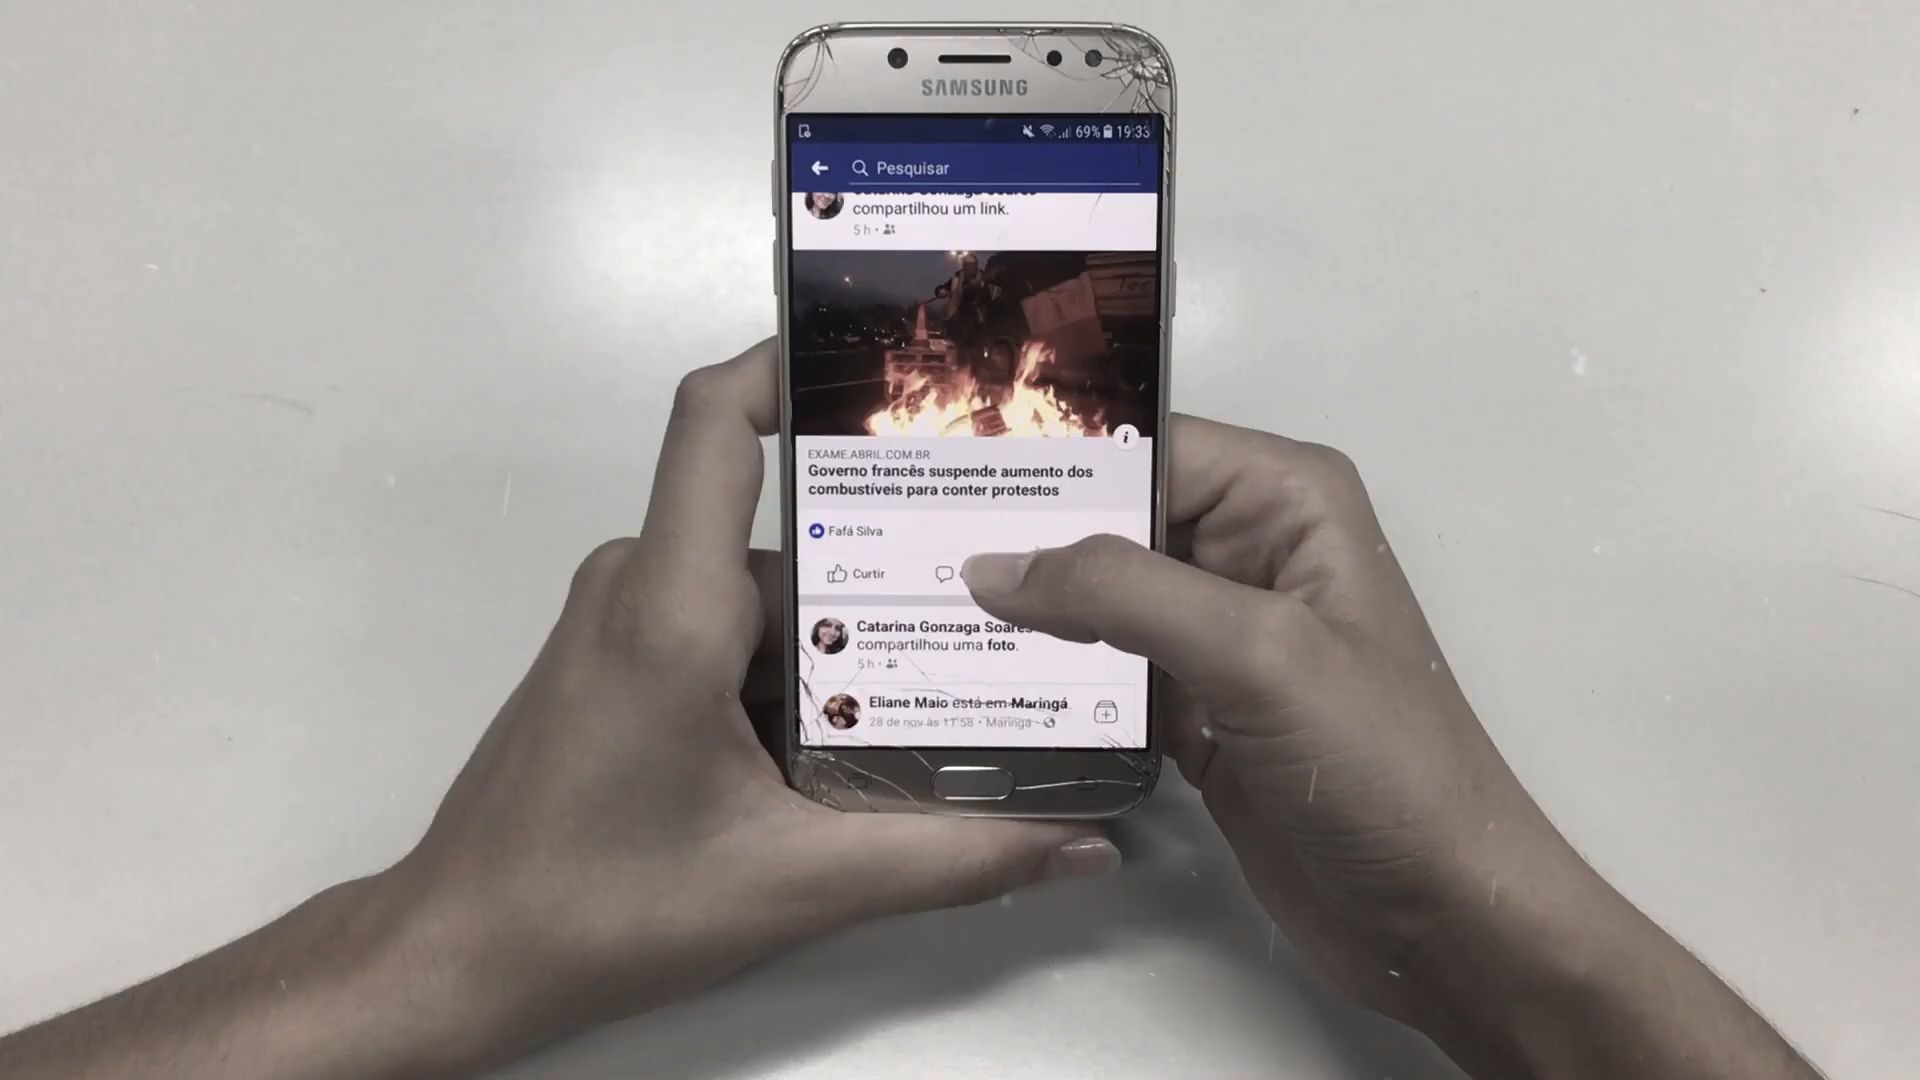 SAMSUNG
69% 19:33
Pesquisar
compartilhou um link.
5 h
EXAME.ABRIL.COM.BR
Governo francês suspende aumento dos
combustíveis para conter protestos
Fafá Silva
Curtir
Catarina Gonzaga Soares
compartilhou uma foto.
5 h
Eliane Maio está em Maringá
28 de nov às 11:58 • Maringá